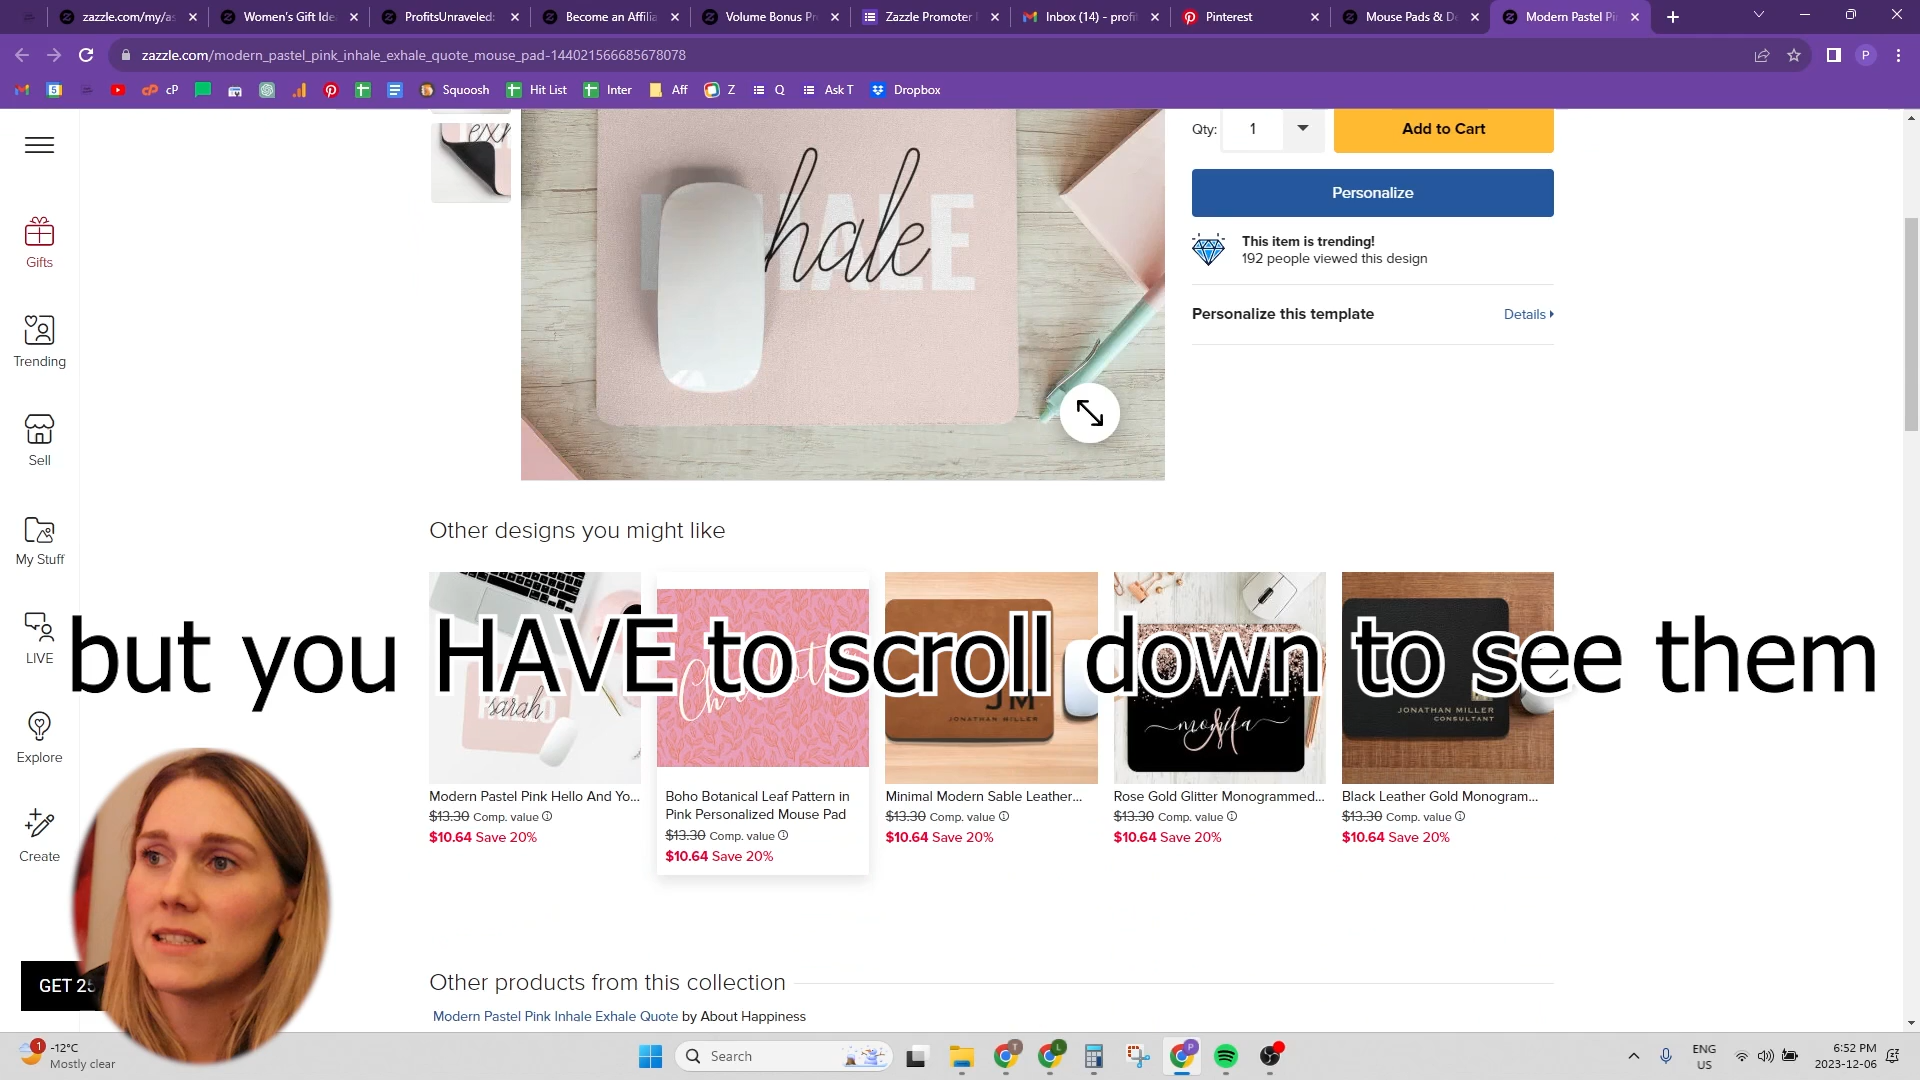 zazzle.com/my/as
Women's Gift Ide
ProfitsUnraveled:
Become an Affilia
Volume Bonus Pr
Zazzle Promoter
Inbox (14) - profi
Pinterest
Mouse Pads & De
Modern Pastel Pi
zazzle.com/modern_pastel_pink_inhale_exhale_quote_mouse_pad-144021566685678078
P
5
cP
Squoosh
Hit List
Inter
Aff
Z
Q
Ask T
Dropbox
Gifts
Trending
Sell
My Stuff
LIVE
Explore
Create
GET 25
hale
Qty:
1
Add to Cart
Personalize
This item is trending!
192 people viewed this design
Personalize this template
Details
Other designs you might like
but you HAVE to scroll down to see them
sarah
JM
JONATHAN MILLER
monica
M
JONATHAN MILLER
CONSULTANT
Modern Pastel Pink Hello And Yo...
$13.30 Comp. value
$10.64 Save 20%
Boho Botanical Leaf Pattern in
Pink Personalized Mouse Pad
$13.30 Comp. value
$10.64 Save 20%
Minimal Modern Sable Leather...
$13.30 Comp. value
$10.64 Save 20%
Rose Gold Glitter Monogrammed...
$13.30 Comp. value
$10.64 Save 20%
Black Leather Gold Monogram...
$13.30 Comp. value
$10.64 Save 20%
Other products from this collection
Modern Pastel Pink Inhale Exhale Quote by About Happiness
1
-12°C
Mostly clear
Search
T
L
P
ENG
US
6:52 PM
2023-12-06